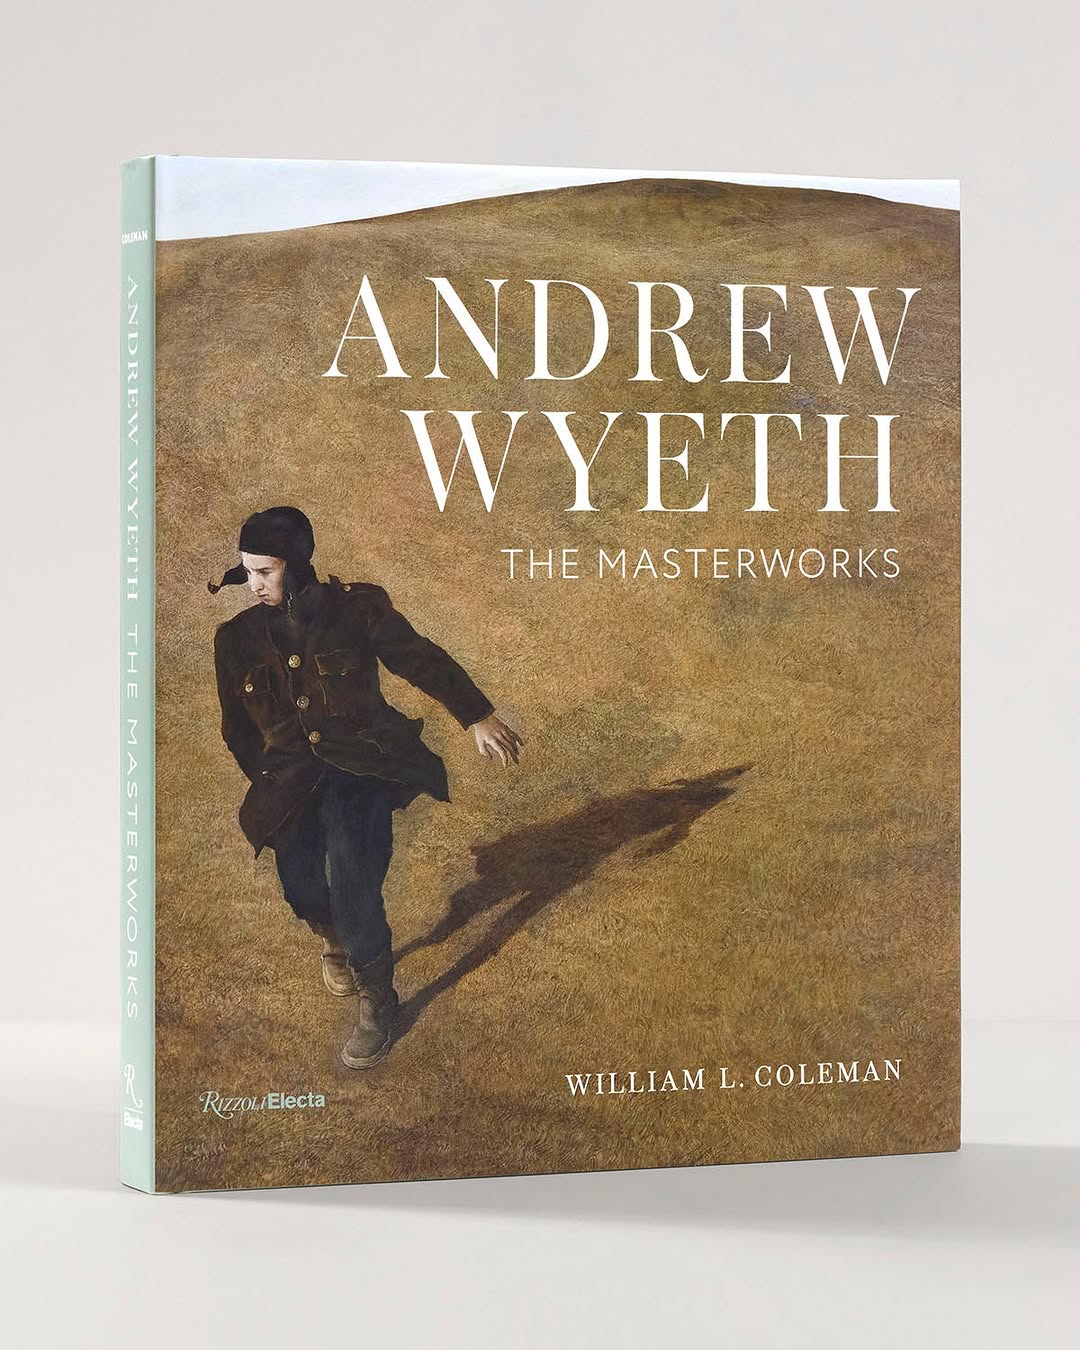 COLEMAN
ANDREW WYETH THE MASTERWORKS
R
Electa
ANDREW
WYETH
THE MASTERWORKS
WILLIAM L. COLEMAN
RIZZOLIElecta